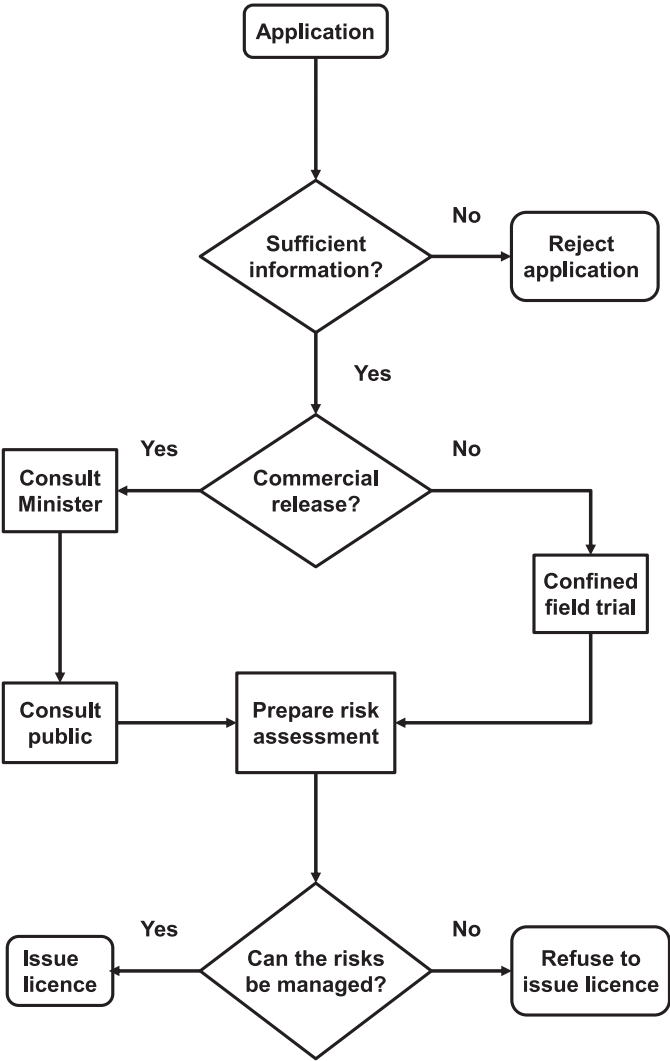 Application
No
Sufficient
information?
Reject
application
Yes
Yes
No
Consult
Minister
Commercial
release?
Confined
field trial
Consult
public
Prepare risk
assessment
Yes
No
Issue
licence
Can the risks
be managed?
Refuse to
issue licence